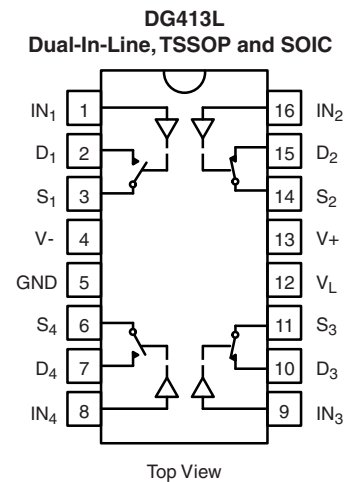 DG413L
Dual-In-Line, TSSOP and SOIC
IN1 1 16 IN2
D1 2 15 D2
S1 3 14 S2
V- 4 13 V+
GND 5 12 VL
S4 6 11 S3
D4 7 10 D3
IN4 8 9 IN3
Top View